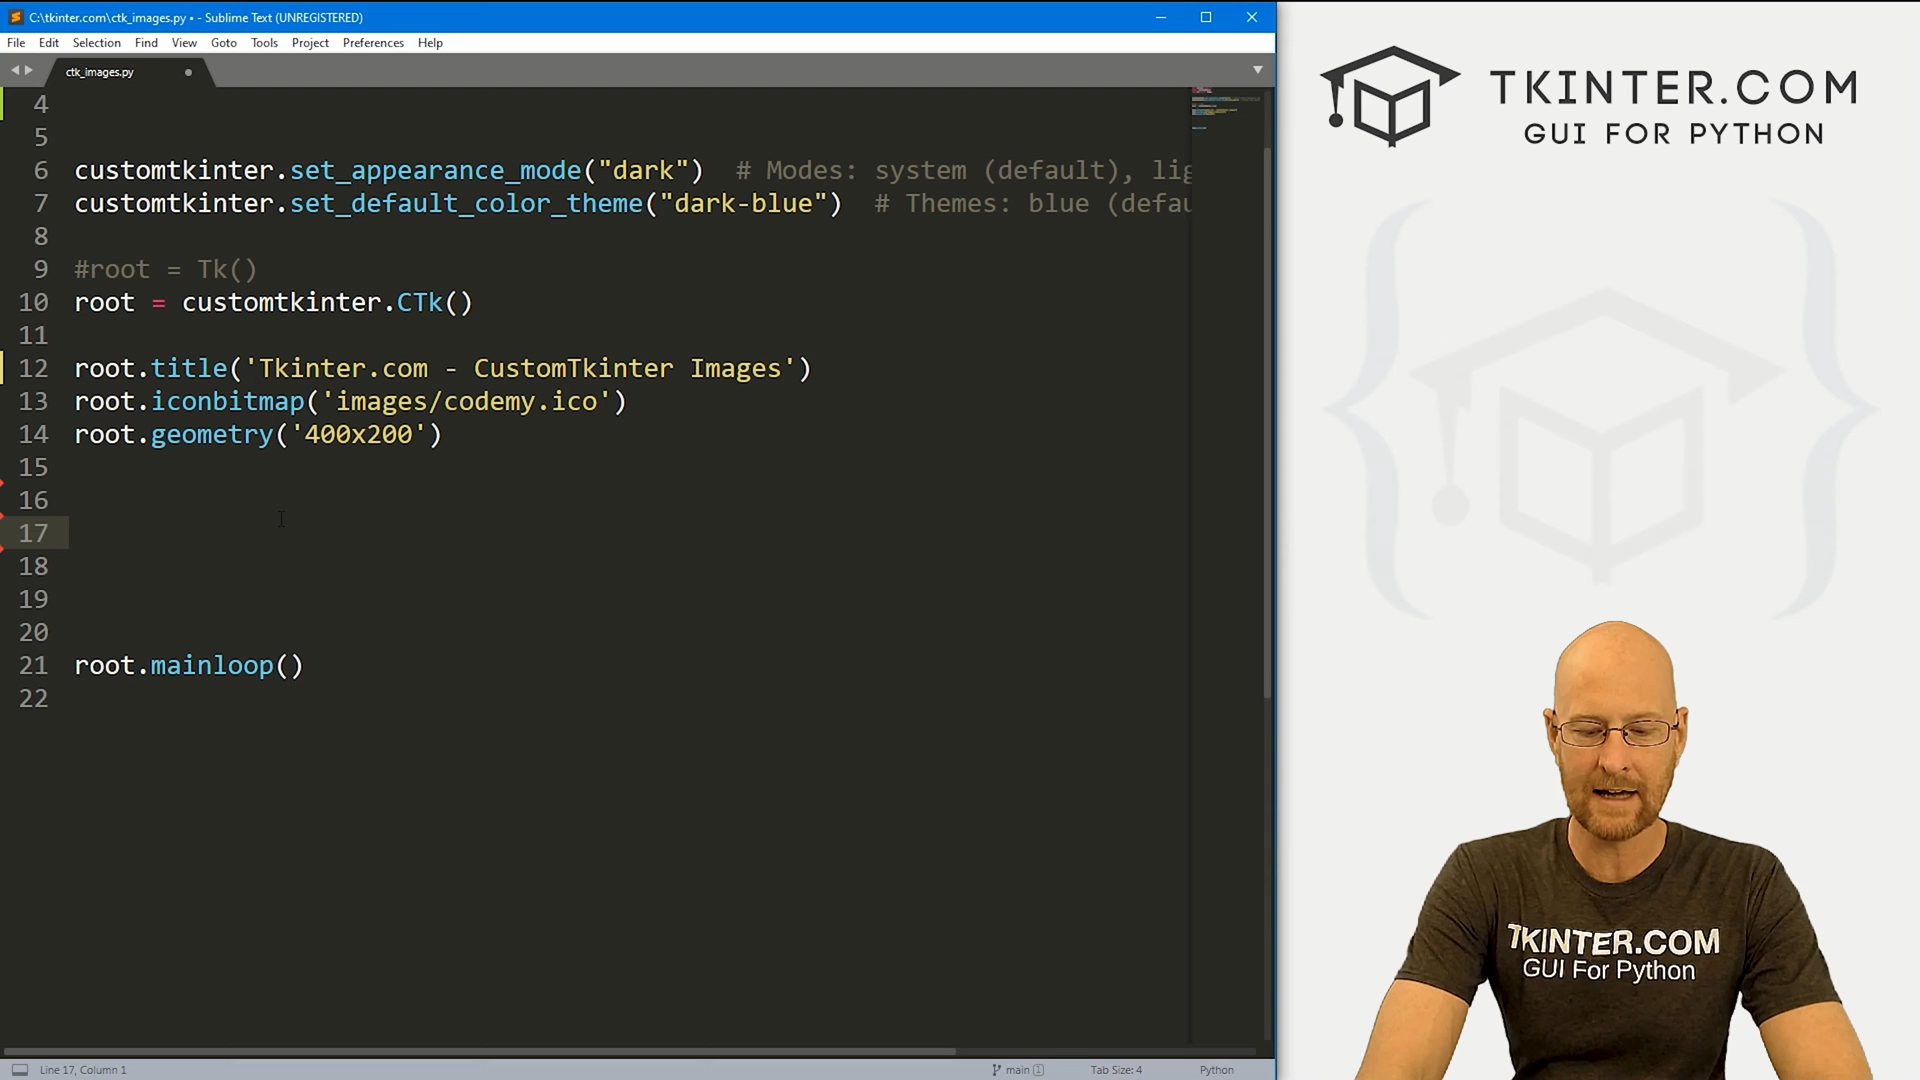 C:\tkinter.com\ctk_images.py • - Sublime Text (UNREGISTERED)
File Edit Selection Find View Goto Tools Project Preferences Help
ctk_images.py
4
5
6 customtkinter.set_appearance_mode("dark")  # Modes: system (default), lig
7 customtkinter.set_default_color_theme("dark-blue")  # Themes: blue (defau
8
9 #root = Tk()
10 root = customtkinter.CTk()
11
12 root.title('Tkinter.com - CustomTkinter Images')
13 root.iconbitmap('images/codemy.ico')
14 root.geometry('400x200')
15
16
17
18
19
20
21 root.mainloop()
22
Line 17, Column 1 main 1 Tab Size: 4 Python
TKINTER.COM
GUI FOR PYTHON
TKINTER.COM
GUI For Python